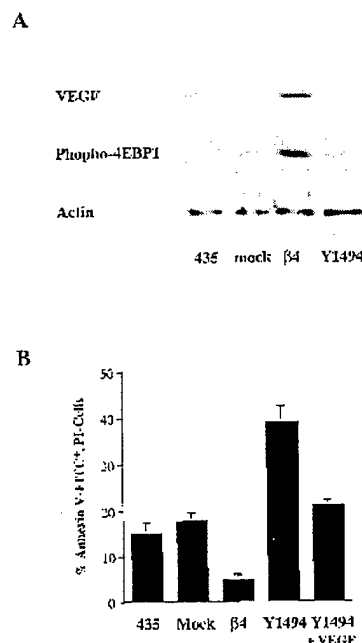 A
VEGF
Phopho-4EBP1
Actin
435 mock β4 Y1494
B
% Annexin V-FITC+, PI-Cells
50
40
20
10
0
435 Mock β4 Y1494 Y1494
+ VEGF